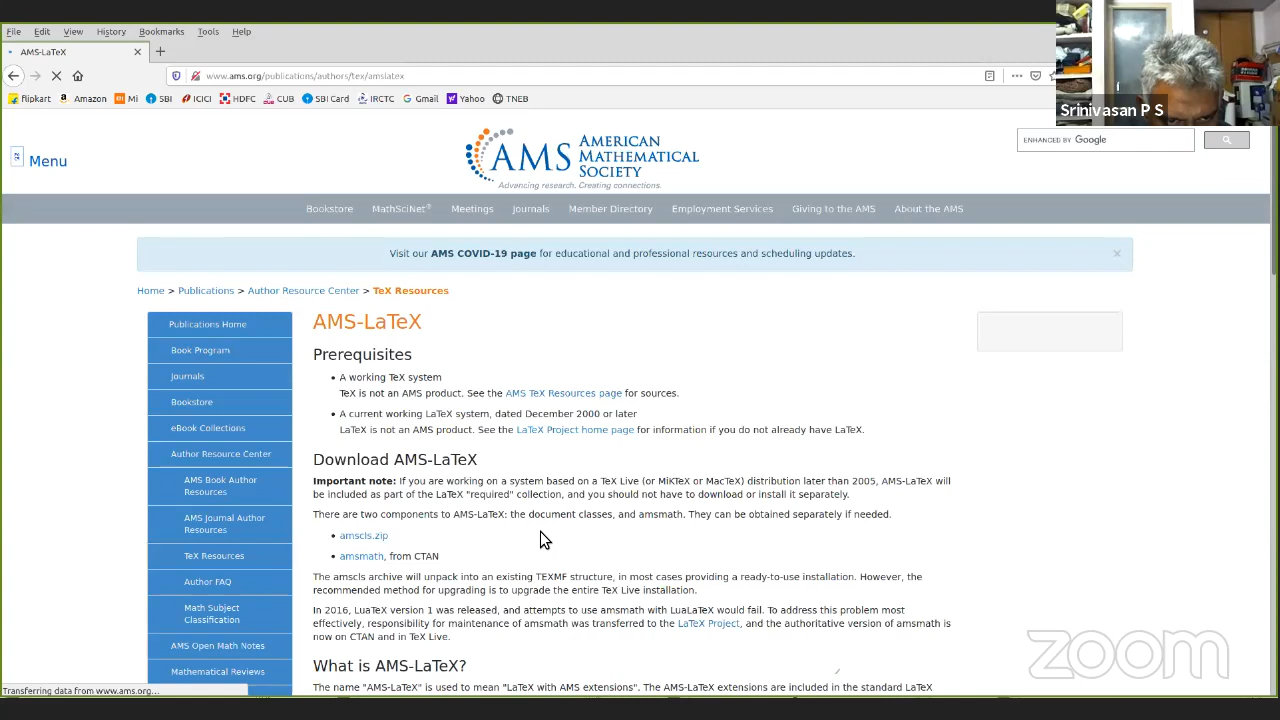 File Edit View History Bookmarks Tools Help
AMS-LaTeX
www.ams.org/publications/authors/tex/amslatex
flipkart Amazon Mi SBI ICICI HDFC CUB SBI Card IRCTC Gmail Yahoo TNEB
Srinivasan P S
Menu
AMS AMERICAN MATHEMATICAL SOCIETY
Advancing research. Creating connections.
ENHANCED BY Google
Bookstore MathSciNet® Meetings Journals Member Directory Employment Services Giving to the AMS About the AMS
Visit our AMS COVID-19 page for educational and professional resources and scheduling updates. ×
Home > Publications > Author Resource Center > TeX Resources
Publications Home
Book Program
Journals
Bookstore
eBook Collections
Author Resource Center
AMS Book Author
Resources
AMS Journal Author
Resources
TeX Resources
Author FAQ
Math Subject
Classification
AMS Open Math Notes
Mathematical Reviews
AMS-LaTeX
Prerequisites
• A working TeX system
TeX is not an AMS product. See the AMS TeX Resources page for sources.
• A current working LaTeX system, dated December 2000 or later
LaTeX is not an AMS product. See the LaTeX Project home page for information if you do not already have LaTeX.
Download AMS-LaTeX
Important note: If you are working on a system based on a TeX Live (or MiKTeX or MacTeX) distribution later than 2005, AMS-LaTeX will
be included as part of the LaTeX "required" collection, and you should not have to download or install it separately.
There are two components to AMS-LaTeX: the document classes, and amsmath. They can be obtained separately if needed.
• amscls.zip
• amsmath, from CTAN
The amscls archive will unpack into an existing TEXMF structure, in most cases providing a ready-to-use installation. However, the
recommended method for upgrading is to upgrade the entire TeX Live installation.
In 2016, LuaTeX version 1 was released, and attempts to use amsmath with LuaLaTeX would fail. To address this problem most
effectively, responsibility for maintenance of amsmath was transferred to the LaTeX Project, and the authoritative version of amsmath is
now on CTAN and in TeX Live.
What is AMS-LaTeX?
The name "AMS-LaTeX" is used to mean "LaTeX with AMS extensions". The AMS-LaTeX extensions are included in the standard LaTeX
Transferring data from www.ams.org...
zoom